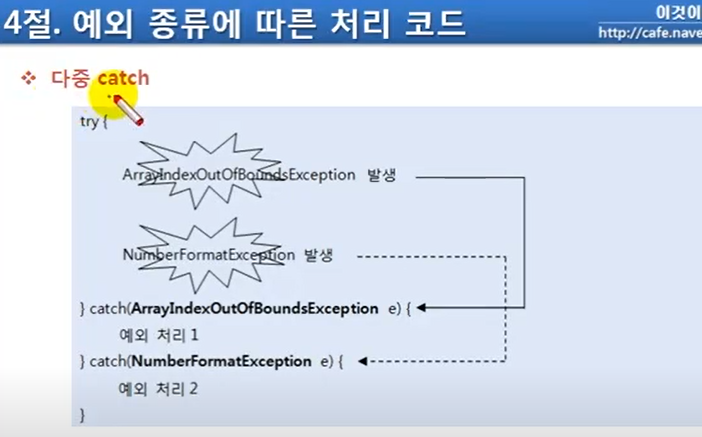 4절. 예외 종류에 따른 처리 코드
이것이
http://cafe.nave
❖ 다중 catch
try {
ArrayIndexOutOfBoundsException 발생
NumberFormatException 발생
} catch(ArrayIndexOutOfBoundsException e) {
예외 처리 1
} catch(NumberFormatException e) {
예외 처리 2
}